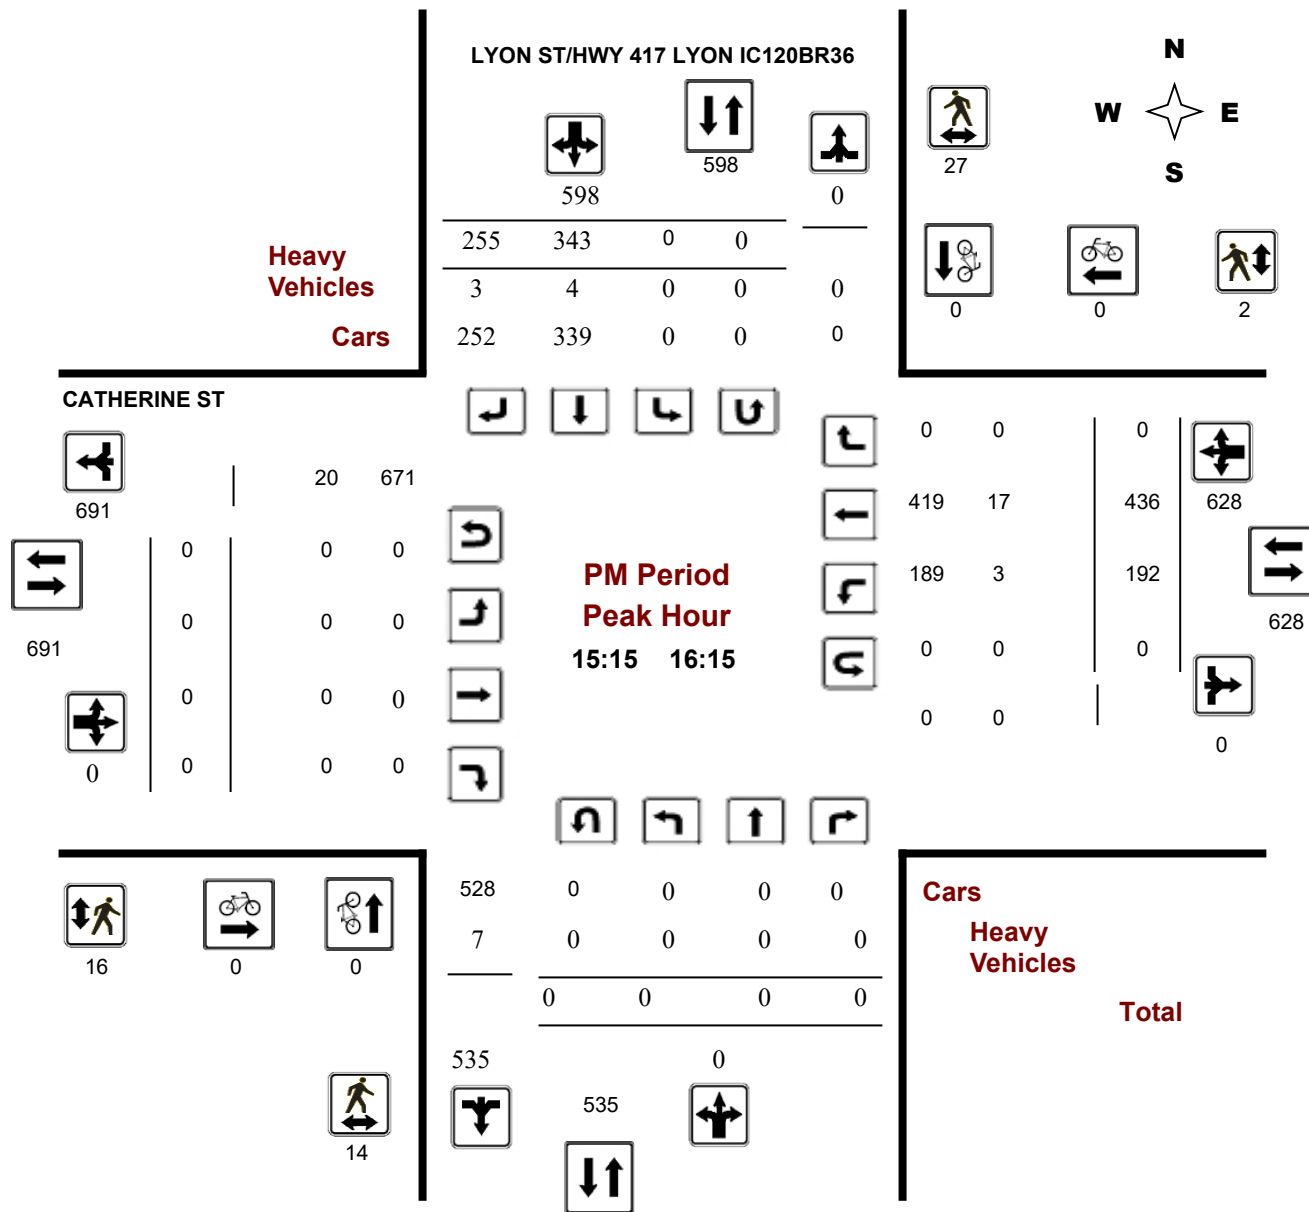 LYON ST/HWY 417 LYON IC120BR36
N
W E
S
598
27
598 0
255 343 0 0
Heavy
Vehicles
3 4 0 0 0
0 0 2
Cars
252 339 0 0 0
CATHERINE ST
0 0 0
20 671
691
419 17 436 628
0 0 0
PM Period
189 3 192
Peak Hour
0 0 0
628
691
15:15 16:15
0 0 0
0 0 0
0 0
0
0 0 0 0
528 0 0 0 0
Cars
7 0 0 0 0
Heavy
Vehicles
16 0 0
0 0 0 0
Total
535 0
535
14